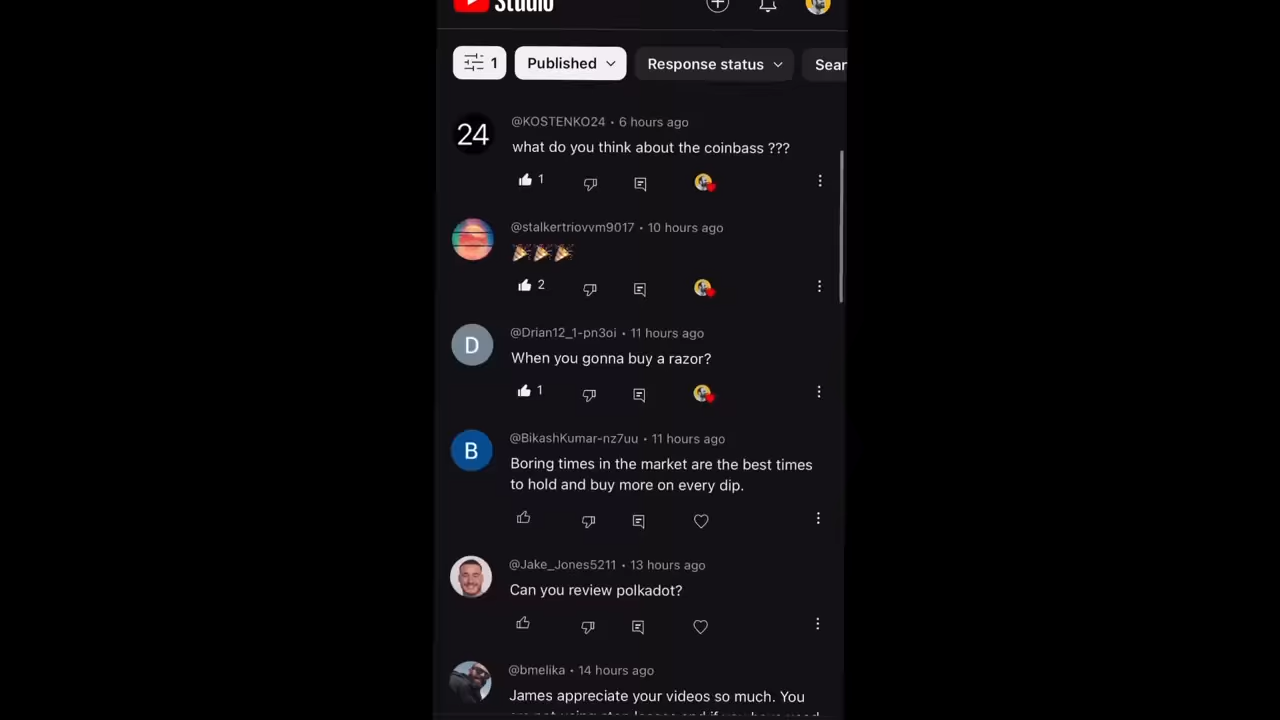 Studio
1 Published Response status Sear
24 @KOSTENKO24 • 6 hours ago
what do you think about the coinbass ???
1
@stalkertriovvm9017 • 10 hours ago
🎉🎉🎉
2
D @Drian12_1-pn3oi • 11 hours ago
When you gonna buy a razor?
1
B @BikashKumar-nz7uu • 11 hours ago
Boring times in the market are the best times
to hold and buy more on every dip.
@Jake_Jones5211 • 13 hours ago
Can you review polkadot?
@bmelika • 14 hours ago
James appreciate your videos so much. You